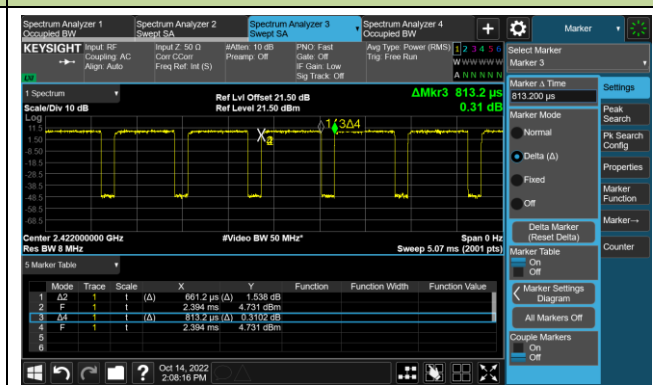 Spectrum Analyzer 1 Spectrum Analyzer 2 Spectrum Analyzer 3 Spectrum Analyzer 4 Marker
Occupied BW Swept SA Swept SA Occupied BW
KEYSIGHT Input: RF Input Z: 50 Ω #Atten: 10 dB PNO: Fast Avg Type: Power (RMS) 1 2 3 4 5 6
Coupling: AC Corr CCorr Preamp: Off Gate: Off Trig: Free Run W W W W W W
Align: Auto Freq Ref: Int (S) IF Gain: Low A N N N N N
Sig Track: Off
Select Marker
Marker 3
1 Spectrum
Scale/Div 10 dB
Ref Lvl Offset 21.50 dB
Ref Level 21.50 dBm
ΔMkr3 813.2 µs
0.31 dB
Log
11.5
1.50
-8.50
-18.5
-28.5
-38.5
-48.5
-58.5
-68.5
X2
1
3Δ4
Center 2.422000000 GHz #Video BW 50 MHz* Span 0 Hz
Res BW 8 MHz Sweep 5.07 ms (2001 pts)
5 Marker Table
Mode Trace Scale X Y Function Function Width Function Value
1 Δ2 1 t (Δ) 661.2 µs (Δ) 1.538 dB
2 F 1 t 2.394 ms 4.731 dBm
3 Δ4 1 t (Δ) 813.2 µs (Δ) 0.3102 dB
4 F 1 t 2.394 ms 4.731 dBm
5
6
Marker Δ Time
813.200 µs
Marker Mode
Normal
Delta (Δ)
Fixed
Off
Delta Marker
(Reset Delta)
Marker Table
On
Off
Marker Settings
Diagram
All Markers Off
Couple Markers
On
Off
Settings
Peak
Search
Pk Search
Config
Properties
Marker
Function
Marker→
Counter
?
Oct 14, 2022
2:08:16 PM